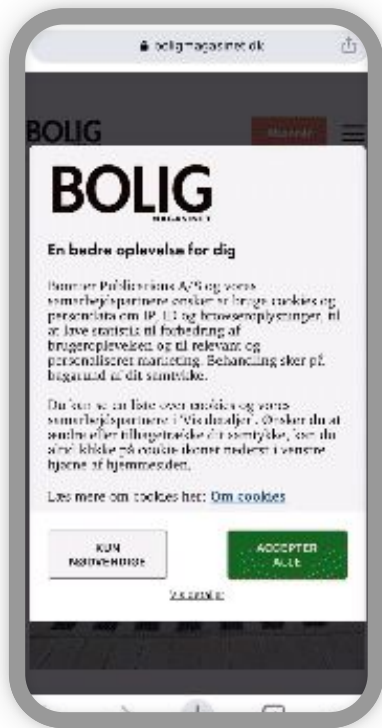 boligmagasinet.dk
BOLIG
BOLIG
MAGASINET
En bedre oplevelse for dig
Bonnier Publications A/S og vores
samarbejdspartnere ønsker at bruge cookies og
persondata om IP, ID og browseroplysninger, til
at lave statistik til forbedring af
brugeroplevelsen og til relevant og
personaliseret marketing. Behandling sker på
baggrund af dit samtykke.
Du kan se en liste over cookies og vores
samarbejdspartnere i 'Vis detaljer'. Ønsker du at
ændre eller tilbagetrække dit samtykke, kan du
altid klikke på cookie ikonet nederst i venstre
hjørne af hjemmesiden.
Læs mere om cookies her: Om cookies
KUN
NØDVENDIGE
ACCEPTER
ALLE
Vis detaljer